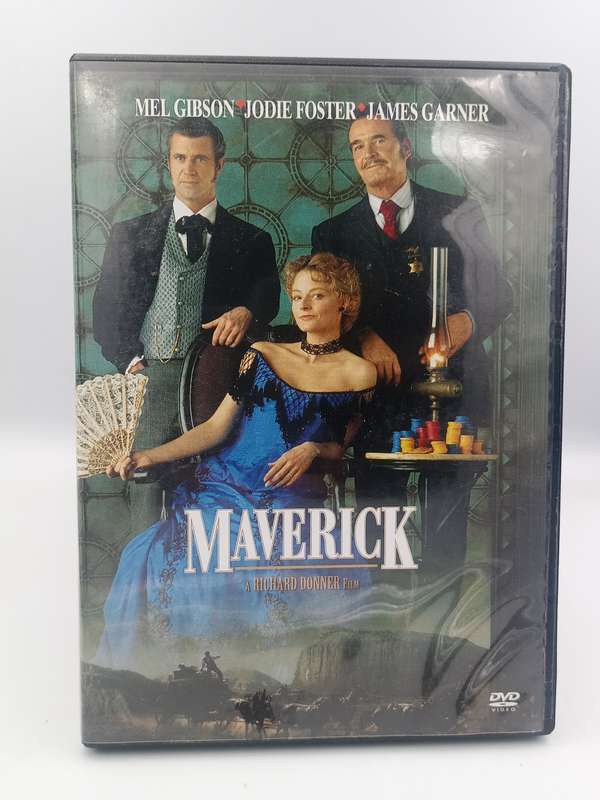 MEL GIBSON • JODIE FOSTER • JAMES GARNER
MAVERICK
A RICHARD DONNER FILM
DVD
VIDEO